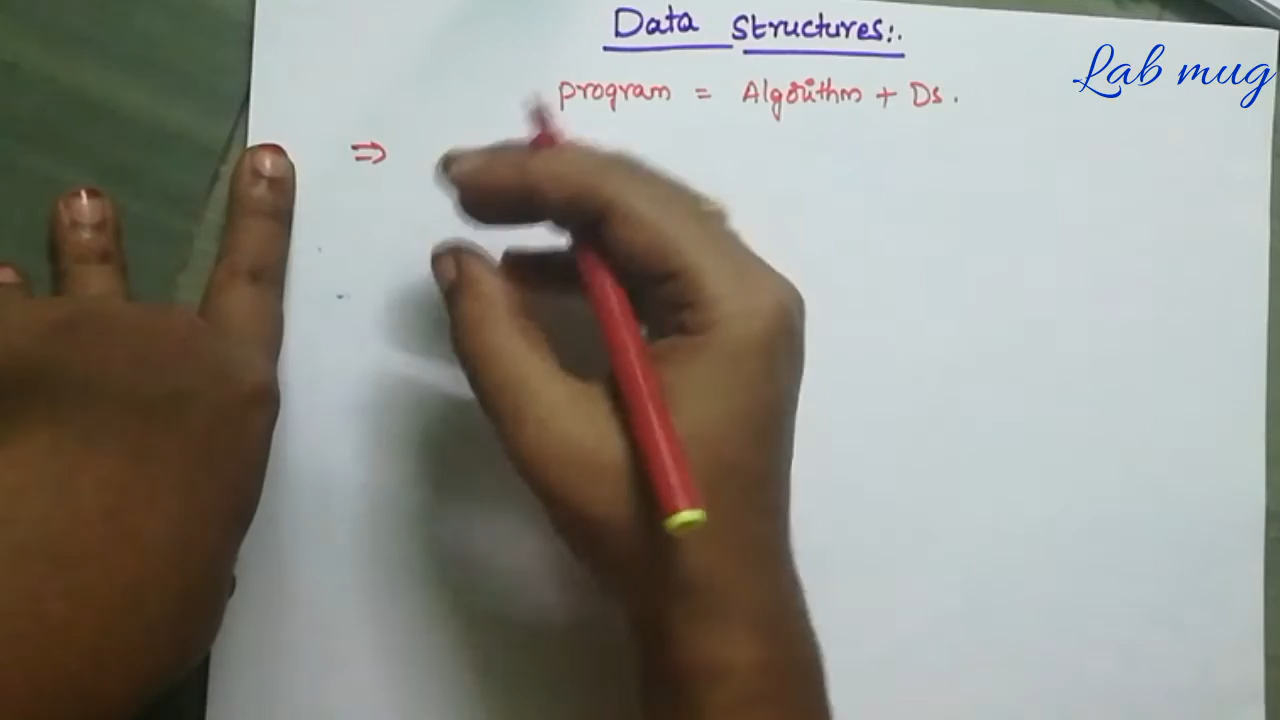 Data Structures:.
Lab mug
program = Algorithm + Ds.
⇒